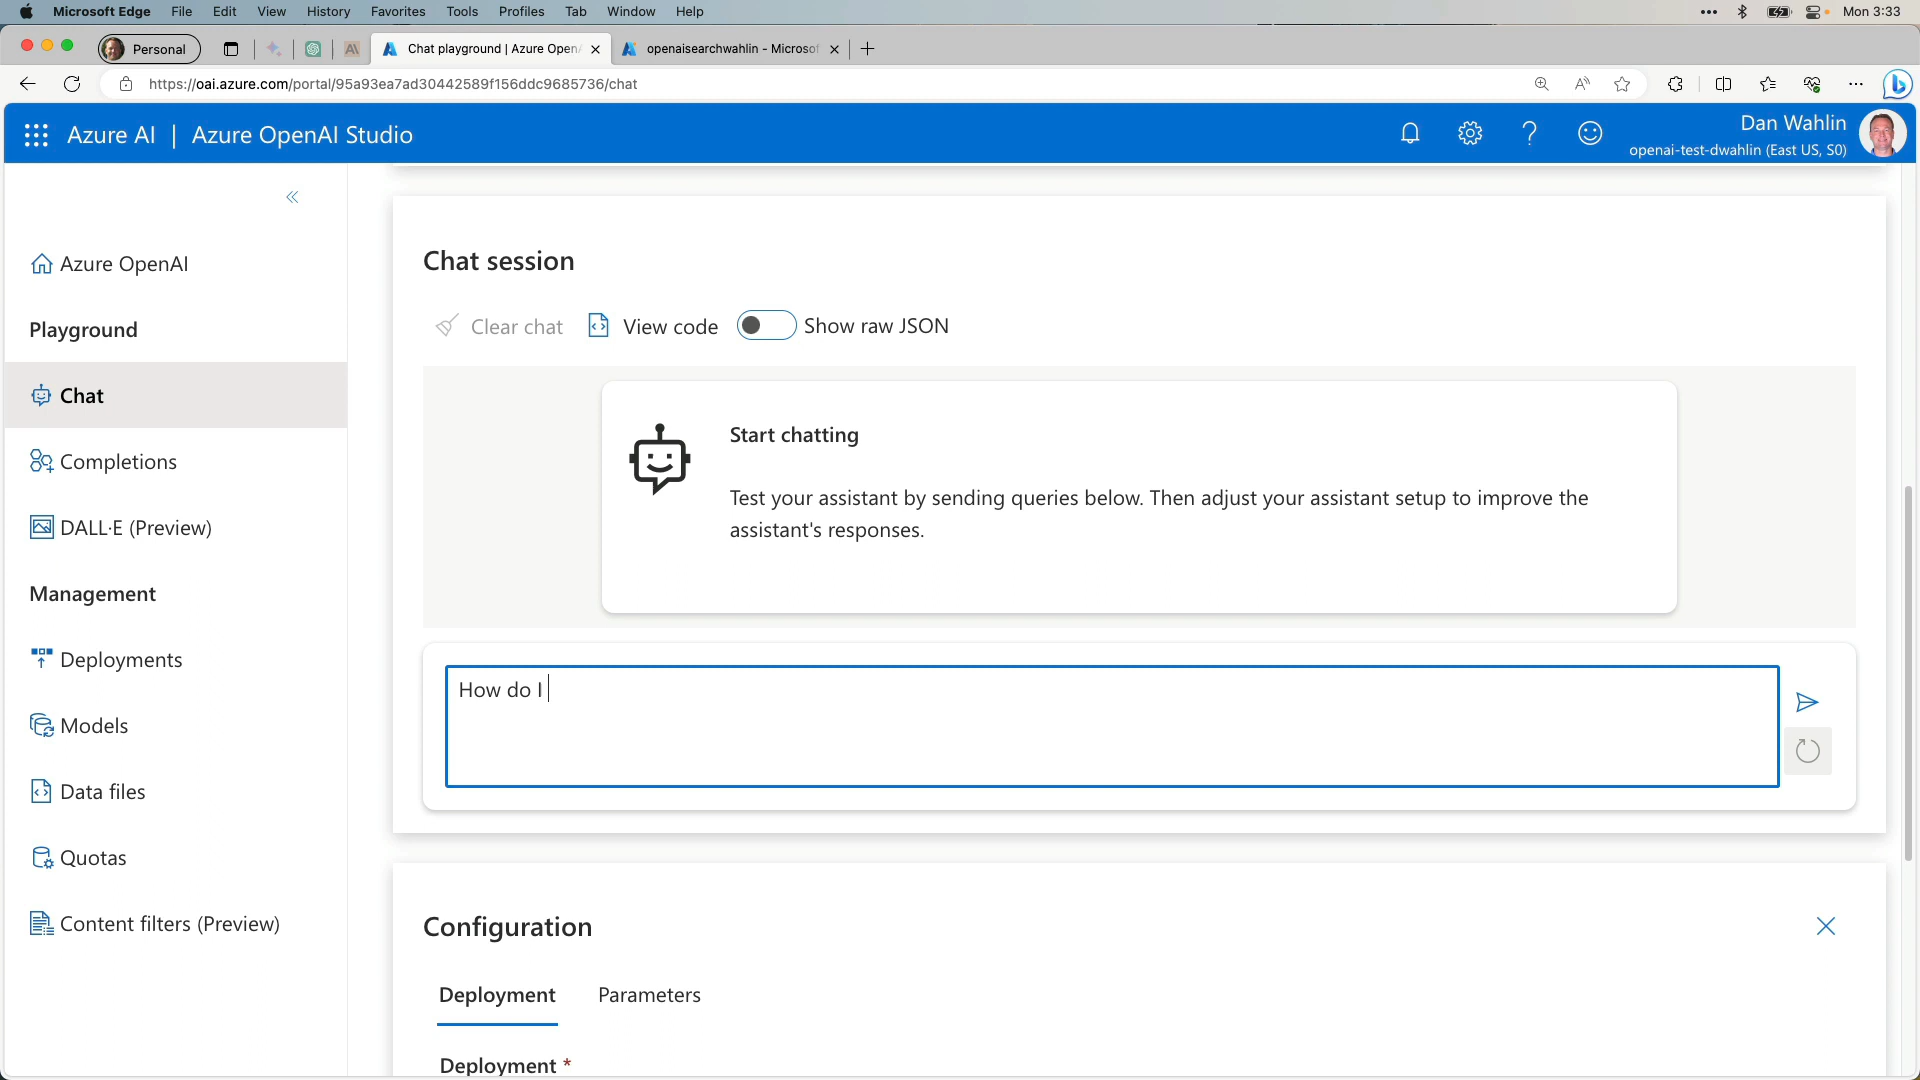 Microsoft Edge File Edit View History Favorites Tools Profiles Tab Window Help Mon 3:33
Personal Chat playground | Azure Open openaisearchwahlin - Microsof
https://oai.azure.com/portal/95a93ea7ad30442589f156ddc9685736/chat
Azure AI | Azure OpenAI Studio
Dan Wahlin
openai-test-dwahlin (East US, S0)
Azure OpenAI
Playground
Chat
Completions
DALL·E (Preview)
Management
Deployments
Models
Data files
Quotas
Content filters (Preview)
Chat session
Clear chat View code Show raw JSON
Start chatting
Test your assistant by sending queries below. Then adjust your assistant setup to improve the
assistant's responses.
How do I
Configuration
Deployment Parameters
Deployment *